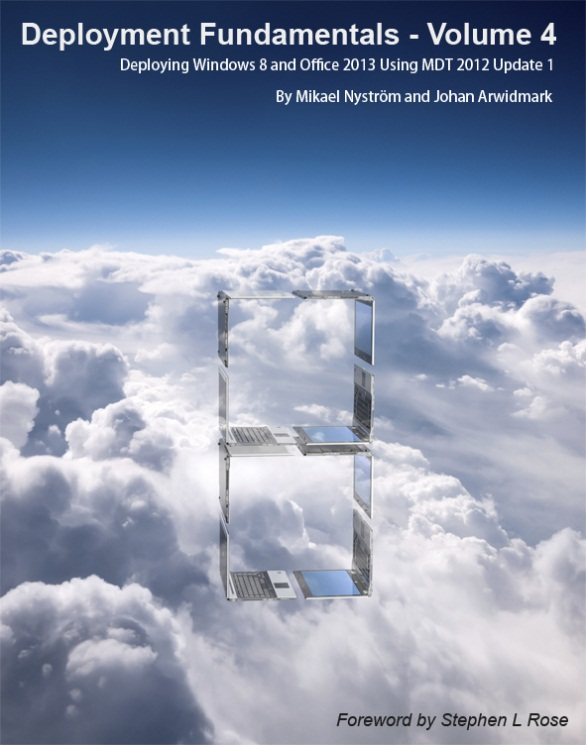 Deployment Fundamentals - Volume 4
Deploying Windows 8 and Office 2013 Using MDT 2012 Update 1
By Mikael Nyström and Johan Arwidmark
Foreword by Stephen L Rose